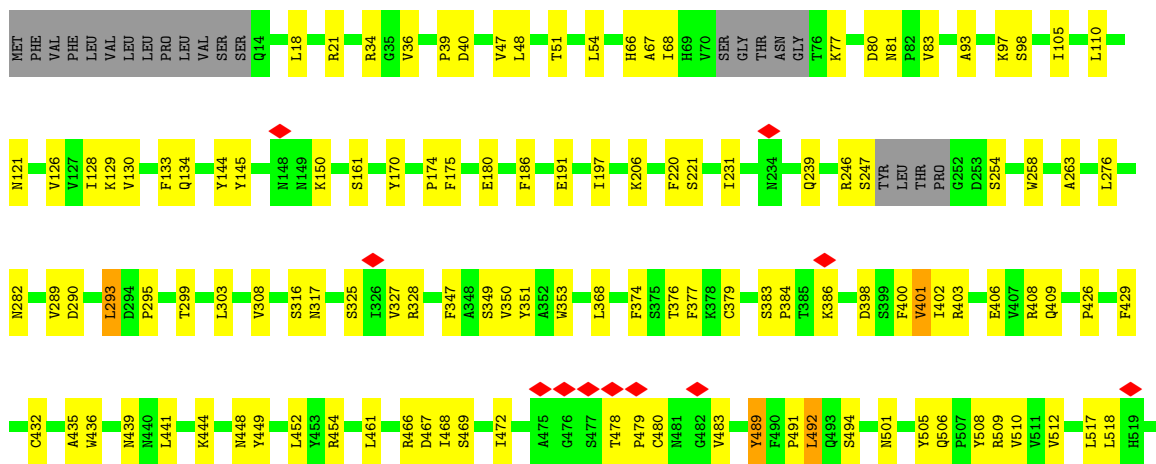 MET PHE VAL PHE LEU VAL LEU LEU PRO LEU VAL SER SER Q14 L18 R21 R34 G35 V36 P39 D40 V47 L48 T51 L54 H66 A67 I68 H69 V70 SER GLY THR ASN GLY T76 K77 D80 N81 P82 V83 A93 K97 S98 I105 L110
N121 V126 V127 I128 K129 V130 F133 Q134 Y144 Y145 N148 N149 K150 S161 Y170 P174 F175 E180 F186 E191 I197 K206 F220 S221 I231 N234 Q239 R246 S247 TYR LEU THR PRO G252 D253 S254 W258 A263 L276
N282 V289 D290 L293 D294 P295 T299 L303 V308 S316 N317 S325 I326 V327 R328 F347 A348 S349 V350 Y351 A352 W353 L368 F374 S375 T376 F377 K378 C379 S383 P384 T385 K386 D398 S399 F400 V401 I402 R403 E406 V407 R408 Q409 P426 F429
C432 A435 W436 N439 N440 L441 K444 N448 Y449 L452 Y453 R454 L461 R466 D467 I468 S469 I472 A475 G476 S477 T478 P479 C480 N481 G482 V483 Y489 F490 P491 L492 Q493 S494 N501 Y505 Q506 P507 Y508 R509 V510 V511 V512 L517 L518 H519